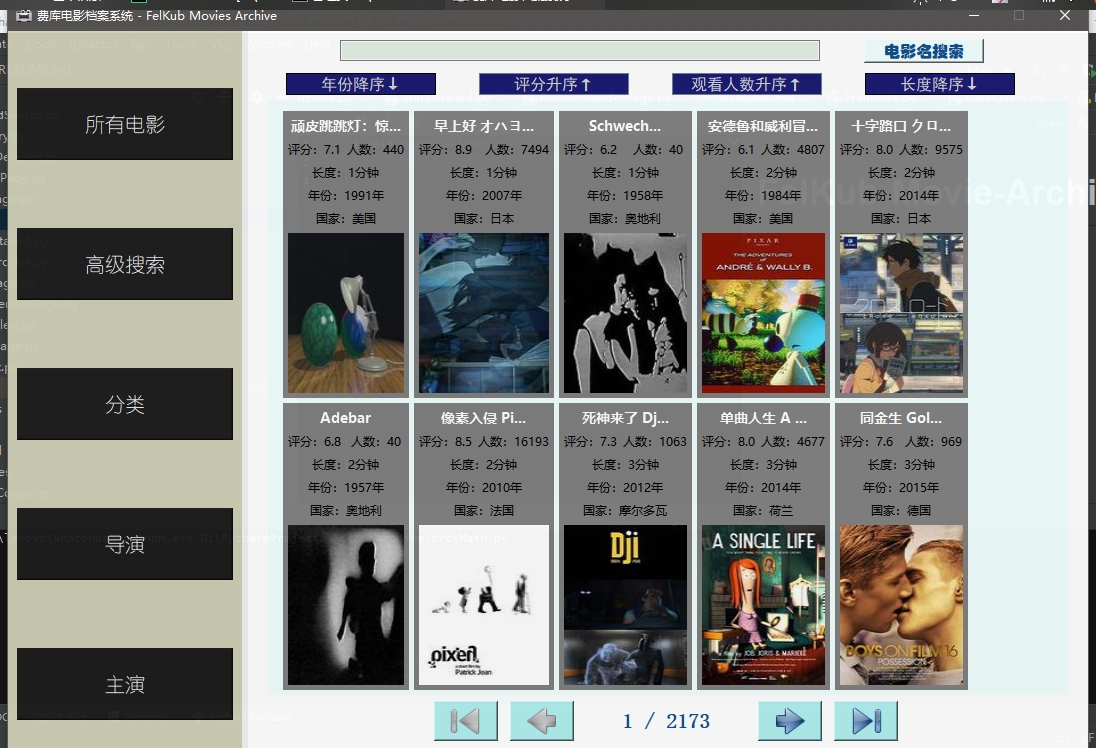 费库电影档案系统 - FelKub Movies Archive
电影名搜索
年份降序↓
评分升序↑
观看人数升序↑
长度降序↓
所有电影
高级搜索
分类
导演
主演
顽皮跳跳灯：惊...
评分：7.1 人数：440
长度：1分钟
年份：1991年
国家：美国
早上好 オハヨ...
评分：8.9 人数：7494
长度：1分钟
年份：2007年
国家：日本
Schwech...
评分：6.2 人数：40
长度：1分钟
年份：1958年
国家：奥地利
安德鲁和威利冒...
评分：6.1 人数：4807
长度：2分钟
年份：1984年
国家：美国
PIXAR
THE ADVENTURES
of
ANDRÉ & WALLY B.
十字路口 クロ...
评分：8.0 人数：9575
长度：2分钟
年份：2014年
国家：日本
クロスロード
Adebar
评分：6.8 人数：40
长度：2分钟
年份：1957年
国家：奥地利
像素入侵 Pi...
评分：8.5 人数：16193
长度：2分钟
年份：2010年
国家：法国
pixels
a short film by
Patrick Jean
死神来了 Dj...
评分：7.3 人数：1063
长度：3分钟
年份：2012年
国家：摩尔多瓦
Dji
单曲人生 A ...
评分：8.0 人数：4677
长度：3分钟
年份：2014年
国家：荷兰
A SINGLE LIFE
a film by JOB, JORIS & MARIEKE
同金生 Gol...
评分：7.6 人数：969
长度：3分钟
年份：2015年
国家：德国
BOYS ON FILM 16
POSSESSION
1 / 2173
FelKub Movie-Archi